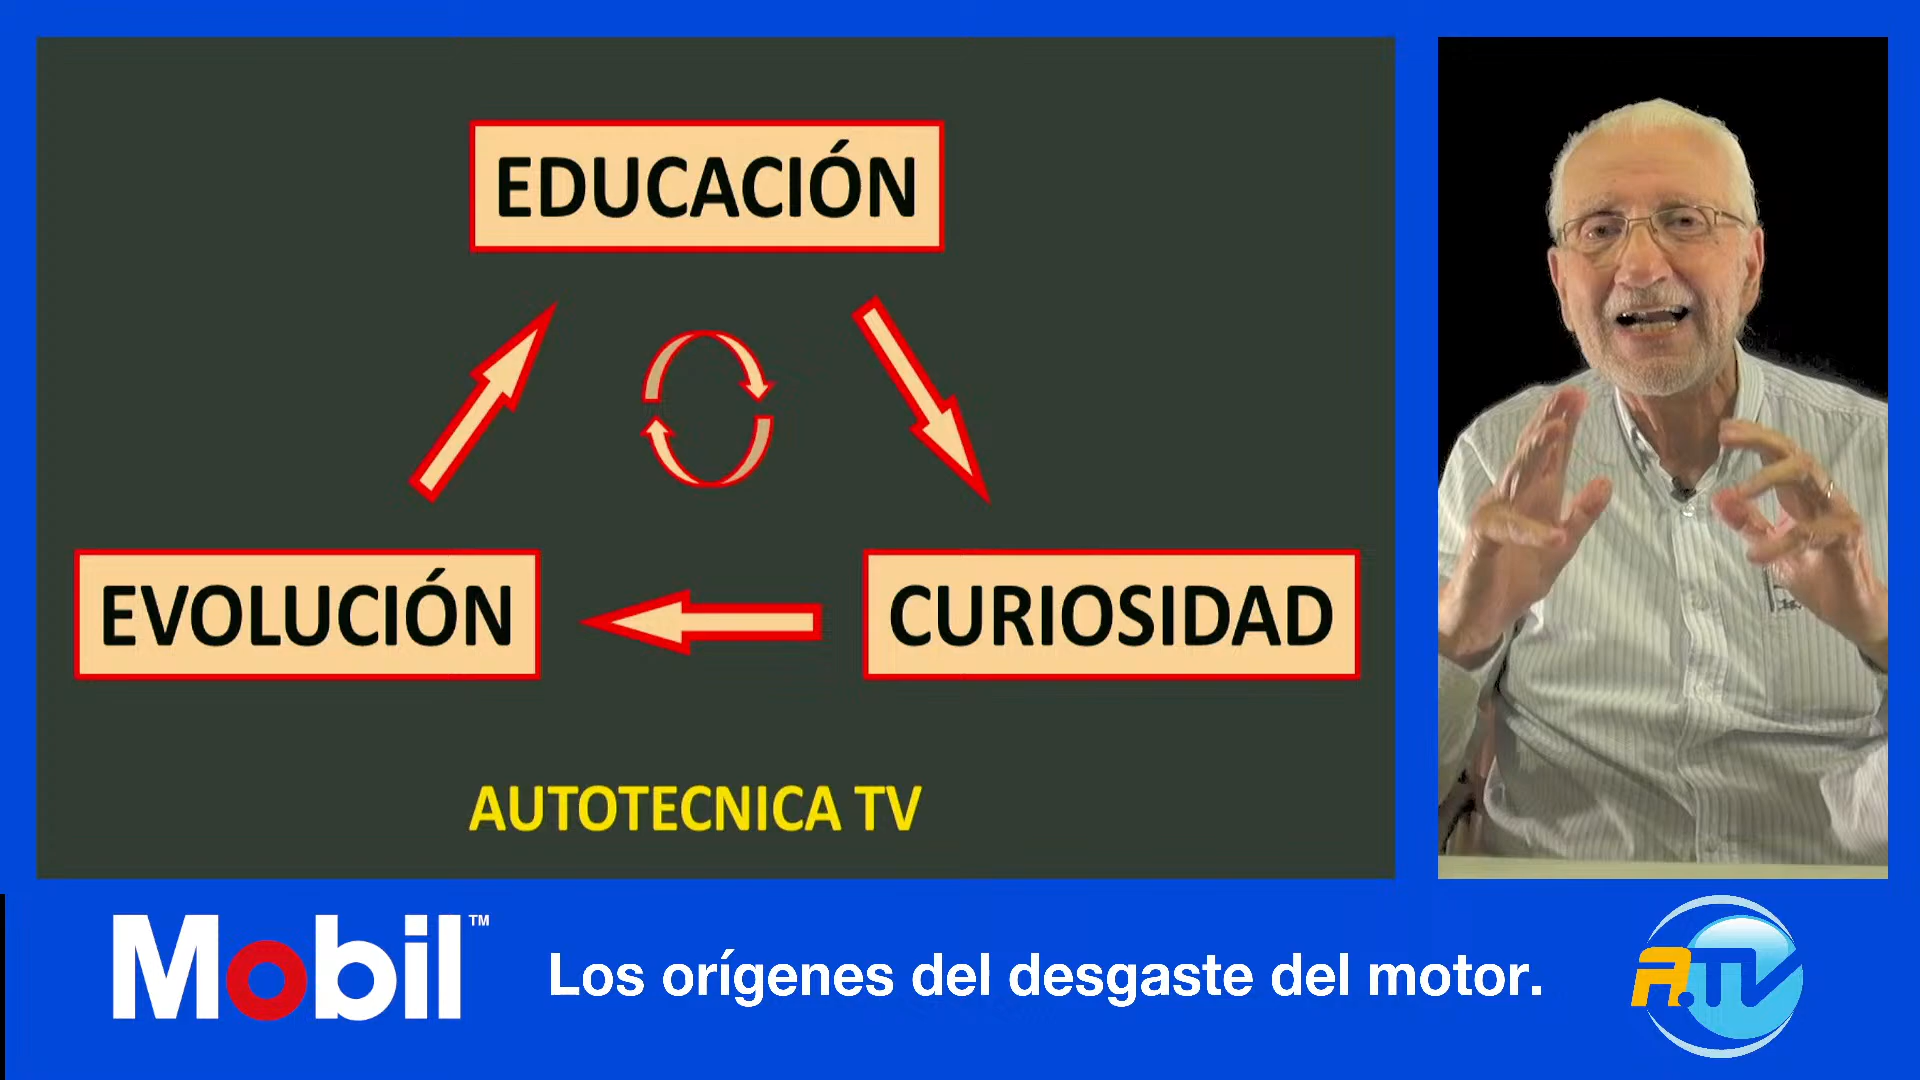 EDUCACIÓN
EVOLUCIÓN
CURIOSIDAD
AUTOTECNICA TV
Mobil™
Los orígenes del desgaste del motor.
A.TV